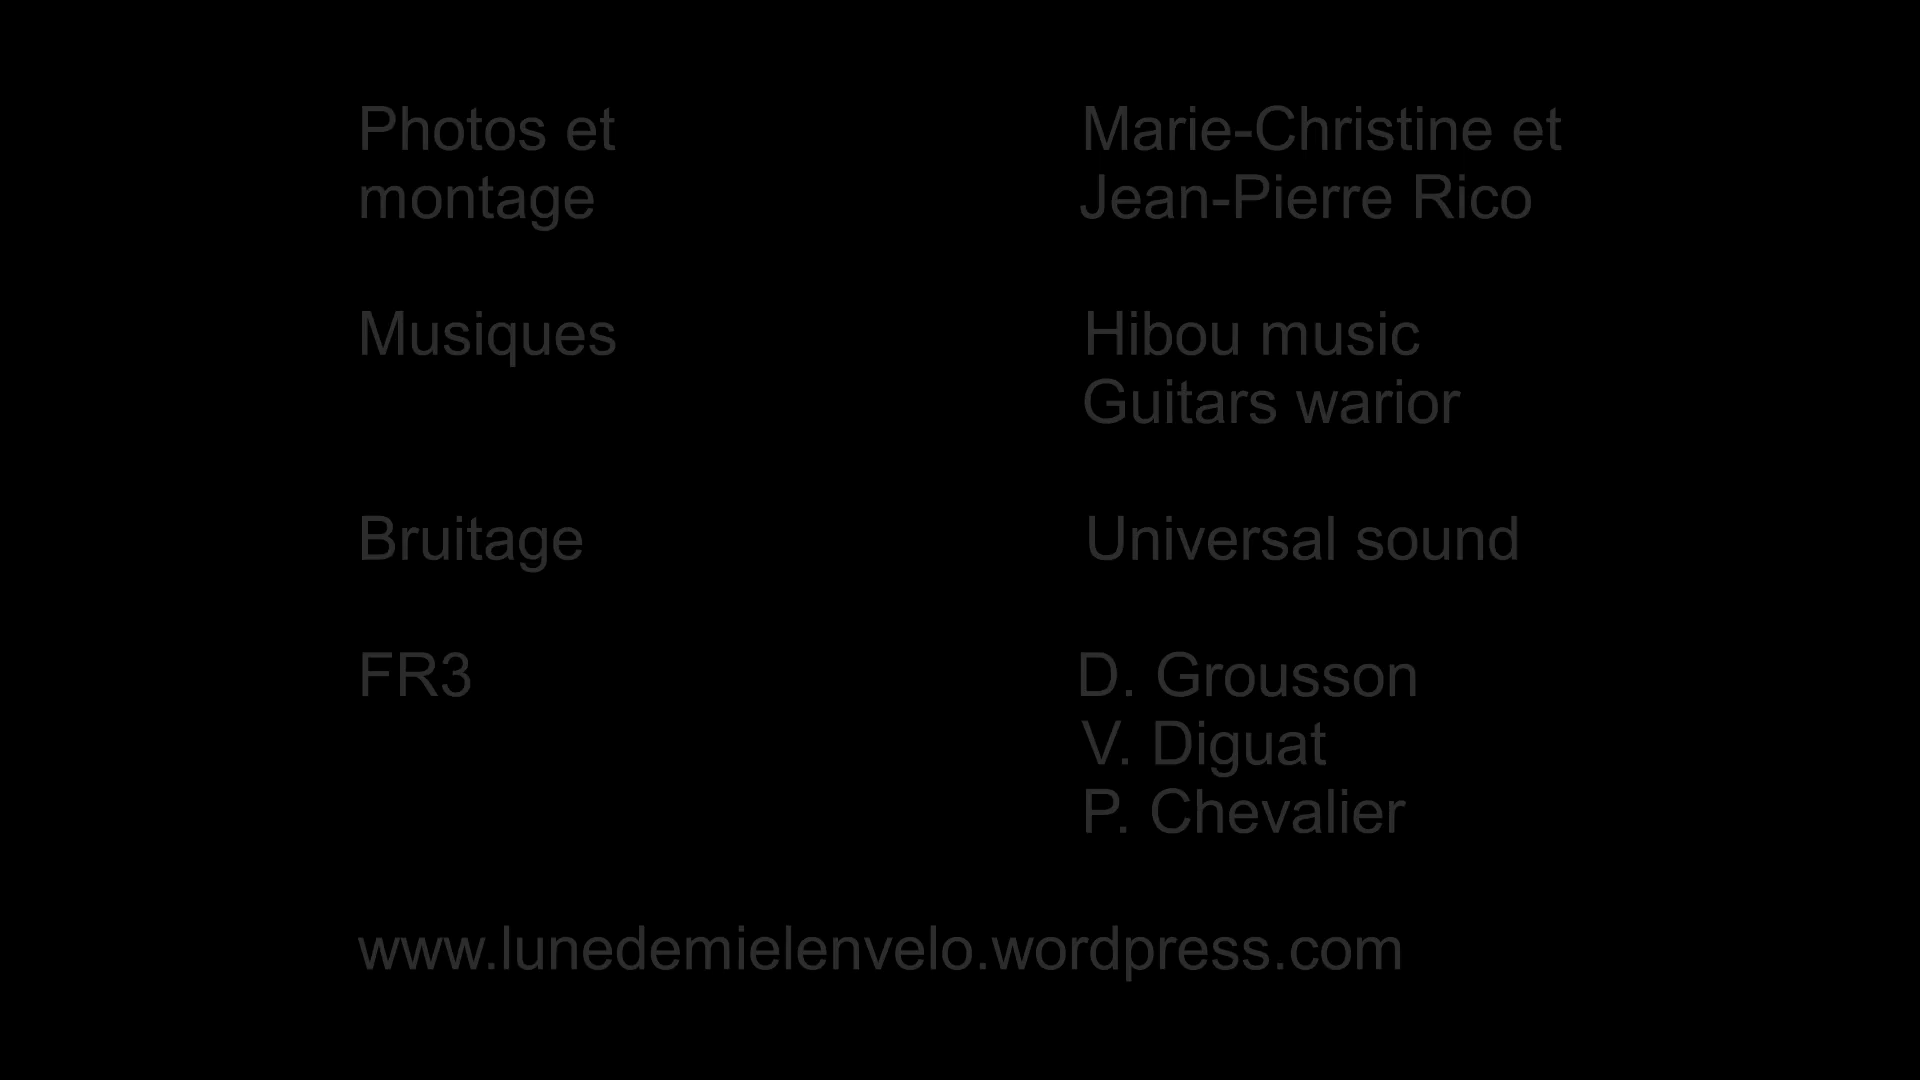 Photos et Marie-Christine et
montage Jean-Pierre Rico
Musiques Hibou music
Guitars warior
Bruitage Universal sound
FR3 D. Grousson
V. Diguat
P. Chevalier
www.lunedemielenvelo.wordpress.com